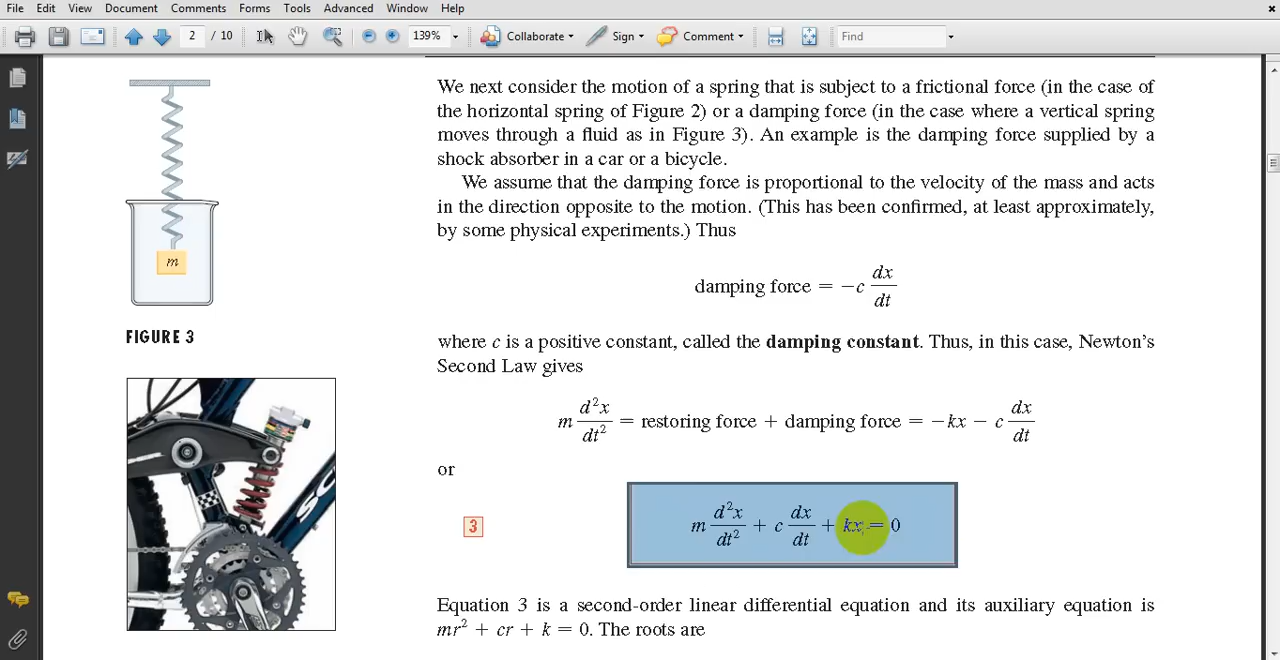 File Edit View Document Comments Forms Tools Advanced Window Help
2 / 10 139% Collaborate Sign Comment Find
We next consider the motion of a spring that is subject to a frictional force (in the case of
the horizontal spring of Figure 2) or a damping force (in the case where a vertical spring
moves through a fluid as in Figure 3). An example is the damping force supplied by a
shock absorber in a car or a bicycle.
We assume that the damping force is proportional to the velocity of the mass and acts
in the direction opposite to the motion. (This has been confirmed, at least approximately,
by some physical experiments.) Thus
m
damping force = −c dx/dt
FIGURE 3
where c is a positive constant, called the damping constant. Thus, in this case, Newton's
Second Law gives
m d²x/dt² = restoring force + damping force = −kx − c dx/dt
or
3 m d²x/dt² + c dx/dt + kx = 0
Equation 3 is a second-order linear differential equation and its auxiliary equation is
mr² + cr + k = 0. The roots are